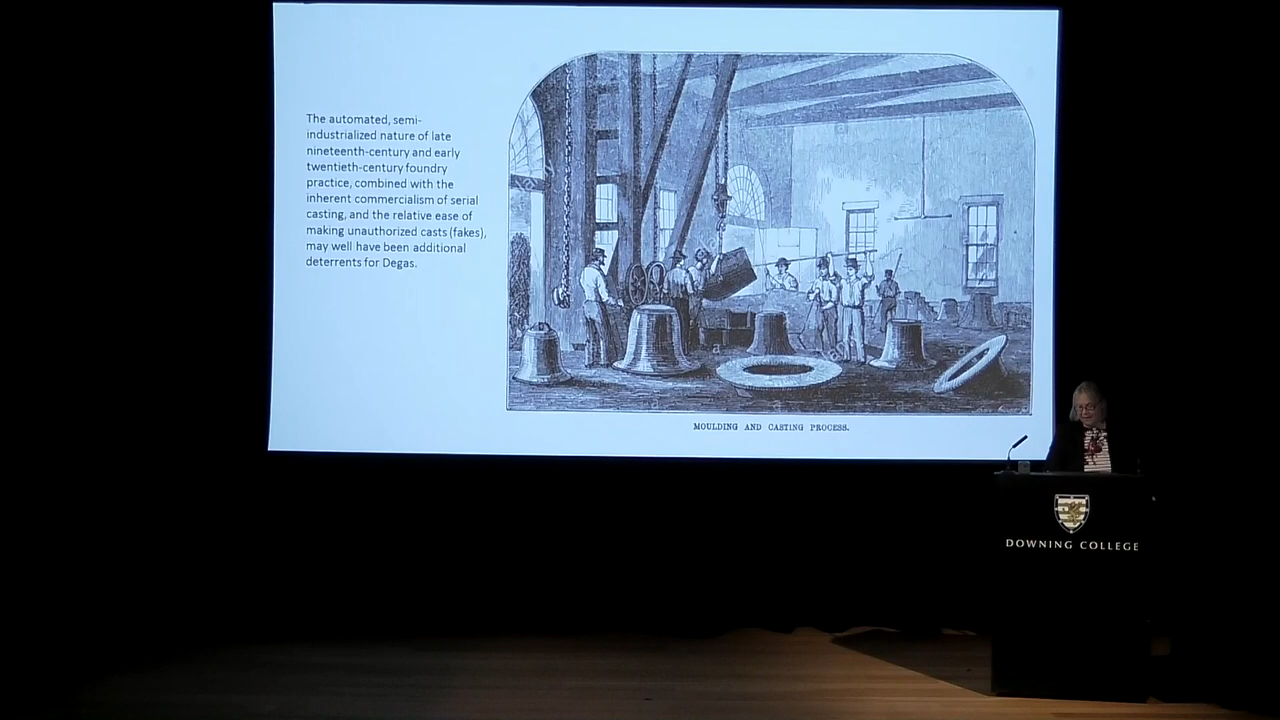 The automated, semi-
industrialized nature of late
nineteenth-century and early
twentieth-century foundry
practice, combined with the
inherent commercialism of serial
casting, and the relative ease of
making unauthorized casts (fakes),
may well have been additional
deterrents for Degas.
MOULDING AND CASTING PROCESS.
DOWNING COLLEGE